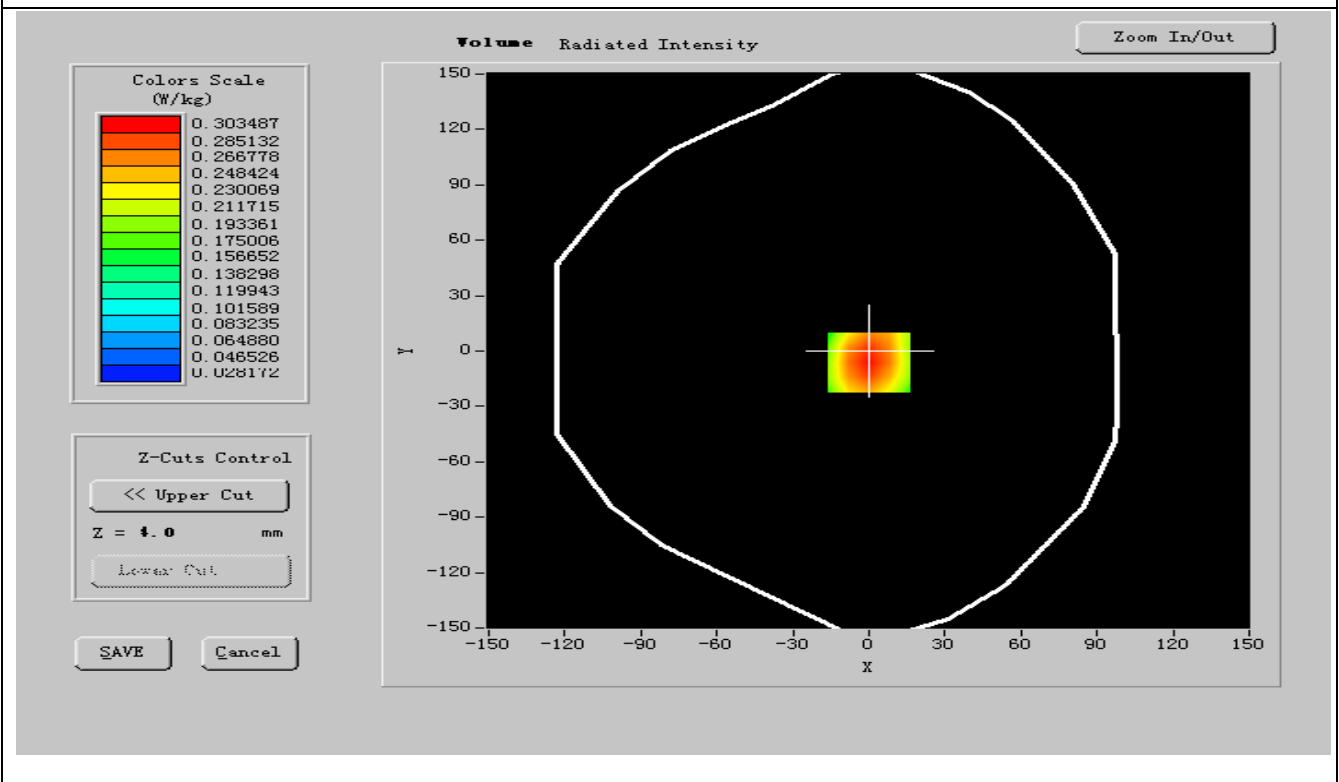 Volume Radiated Intensity
Zoom In/Out
Colors Scale
(W/kg)
0.303487
0.285132
0.266778
0.248424
0.230069
0.211715
0.193361
0.175006
0.156652
0.138298
0.119943
0.101589
0.083235
0.064880
0.046526
0.028172
Z-Cuts Control
<< Upper Cut
Z = 4.0 mm
Lower Cut
SAVE
Cancel
150
120
90
60
30
0
-30
-60
-90
-120
-150
Y
-150 -120 -90 -60 -30 0 30 60 90 120 150
X